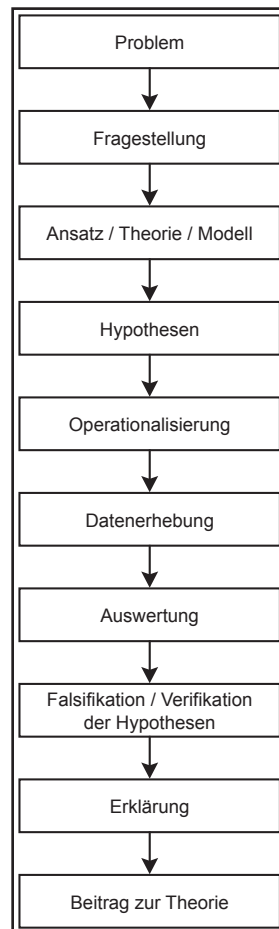 Problem
Fragestellung
Ansatz / Theorie / Modell
Hypothesen
Operationalisierung
Datenerhebung
Auswertung
Falsifikation / Verifikation
der Hypothesen
Erklärung
Beitrag zur Theorie